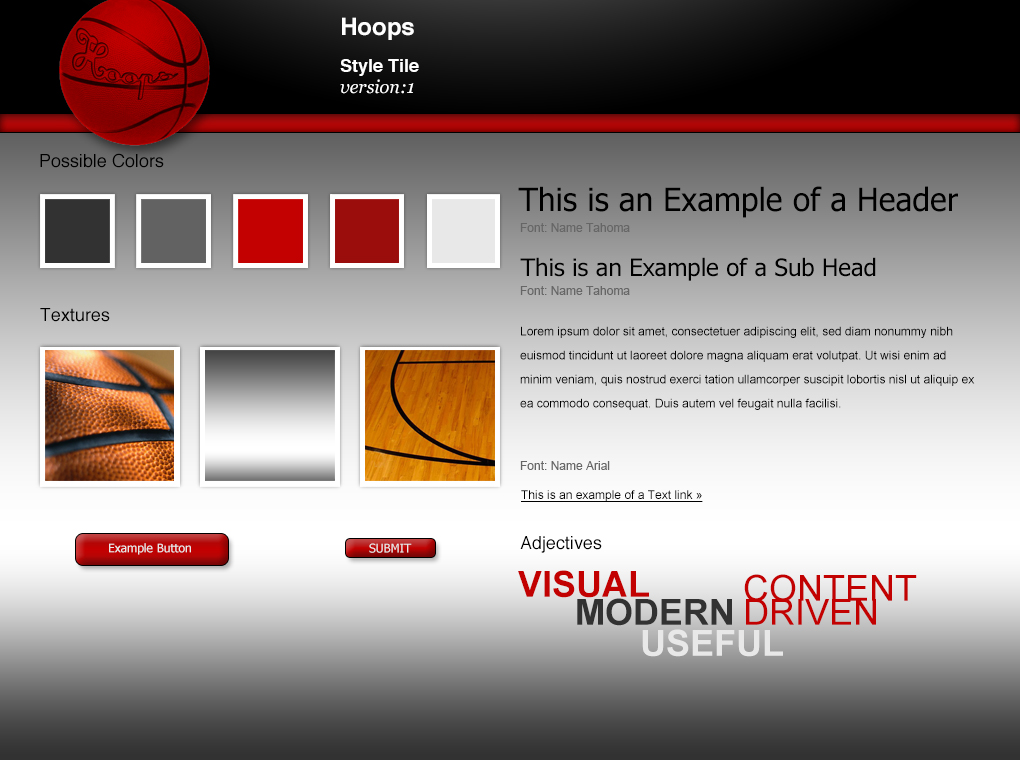 Hoops
Hoops
Style Tile
version:1
Possible Colors
Textures
Example Button
SUBMIT
This is an Example of a Header
Font: Name Tahoma
This is an Example of a Sub Head
Font: Name Tahoma
Lorem ipsum dolor sit amet, consectetuer adipiscing elit, sed diam nonummy nibh
euismod tincidunt ut laoreet dolore magna aliquam erat volutpat. Ut wisi enim ad
minim veniam, quis nostrud exerci tation ullamcorper suscipit lobortis nisl ut aliquip ex
ea commodo consequat. Duis autem vel feugait nulla facilisi.
Font: Name Arial
This is an example of a Text link »
Adjectives
VISUAL
CONTENT
MODERN
DRIVEN
USEFUL